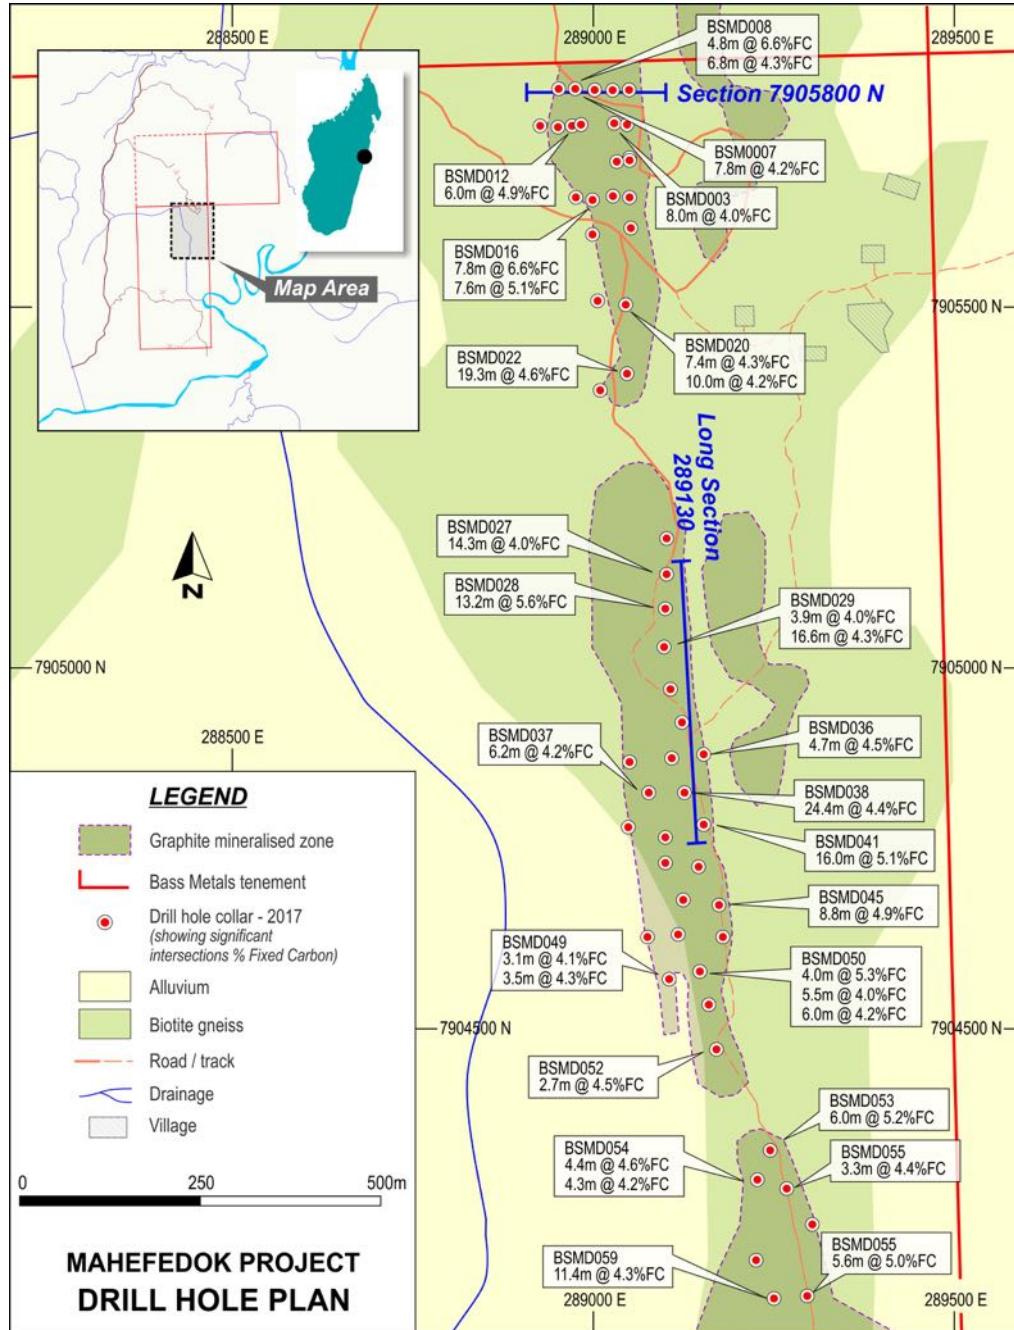 288500 E
289000 E
289500 E
BSMD008
4.8m @ 6.6%FC
6.8m @ 4.3%FC
Section 7905800 N
BSM0007
7.8m @ 4.2%FC
BSMD012
6.0m @ 4.9%FC
BSMD003
8.0m @ 4.0%FC
BSMD016
7.8m @ 6.6%FC
7.6m @ 5.1%FC
Map Area
7905500 N
BSMD020
7.4m @ 4.3%FC
10.0m @ 4.2%FC
BSMD022
19.3m @ 4.6%FC
Long Section
289130
BSMD027
14.3m @ 4.0%FC
BSMD028
13.2m @ 5.6%FC
N
BSMD029
3.9m @ 4.0%FC
16.6m @ 4.3%FC
7905000 N
7905000 N
288500 E
BSMD037
6.2m @ 4.2%FC
BSMD036
4.7m @ 4.5%FC
BSMD038
24.4m @ 4.4%FC
BSMD041
16.0m @ 5.1%FC
BSMD045
8.8m @ 4.9%FC
BSMD049
3.1m @ 4.1%FC
3.5m @ 4.3%FC
BSMD050
4.0m @ 5.3%FC
5.5m @ 4.0%FC
6.0m @ 4.2%FC
7904500 N
7904500 N
BSMD052
2.7m @ 4.5%FC
BSMD053
6.0m @ 5.2%FC
BSMD054
4.4m @ 4.6%FC
4.3m @ 4.2%FC
BSMD055
3.3m @ 4.4%FC
BSMD059
11.4m @ 4.3%FC
BSMD055
5.6m @ 5.0%FC
289000 E
289500 E
LEGEND
Graphite mineralised zone
Bass Metals tenement
Drill hole collar - 2017
(showing significant
intersections % Fixed Carbon)
Alluvium
Biotite gneiss
Road / track
Drainage
Village
0
250
500m
MAHEFEDOK PROJECT
DRILL HOLE PLAN